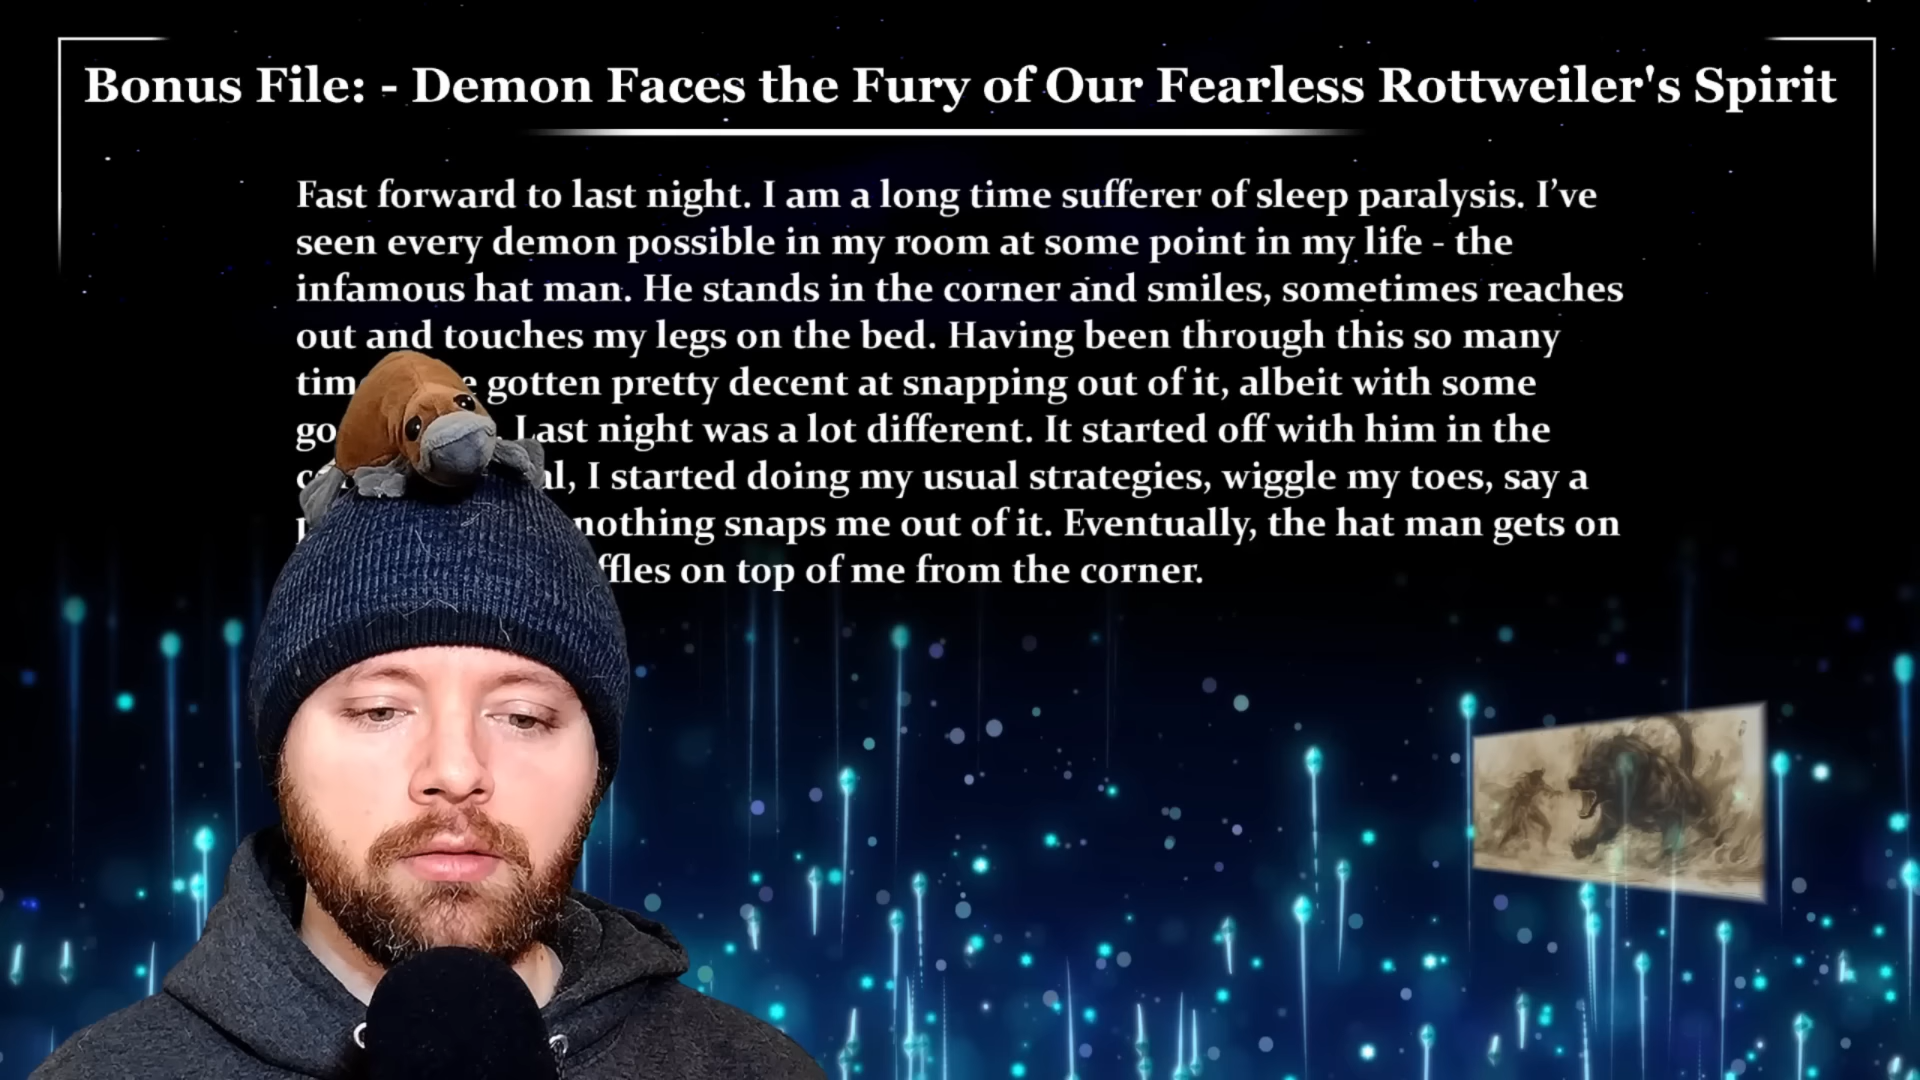 Bonus File: - Demon Faces the Fury of Our Fearless Rottweiler's Spirit
Fast forward to last night. I am a long time sufferer of sleep paralysis. I’ve
seen every demon possible in my room at some point in my life - the
infamous hat man. He stands in the corner and smiles, sometimes reaches
out and touches my legs on the bed. Having been through this so many
gotten pretty decent at snapping out of it, albeit with some
Last night was a lot different. It started off with him in the
I started doing my usual strategies, wiggle my toes, say a
nothing snaps me out of it. Eventually, the hat man gets on
on top of me from the corner.